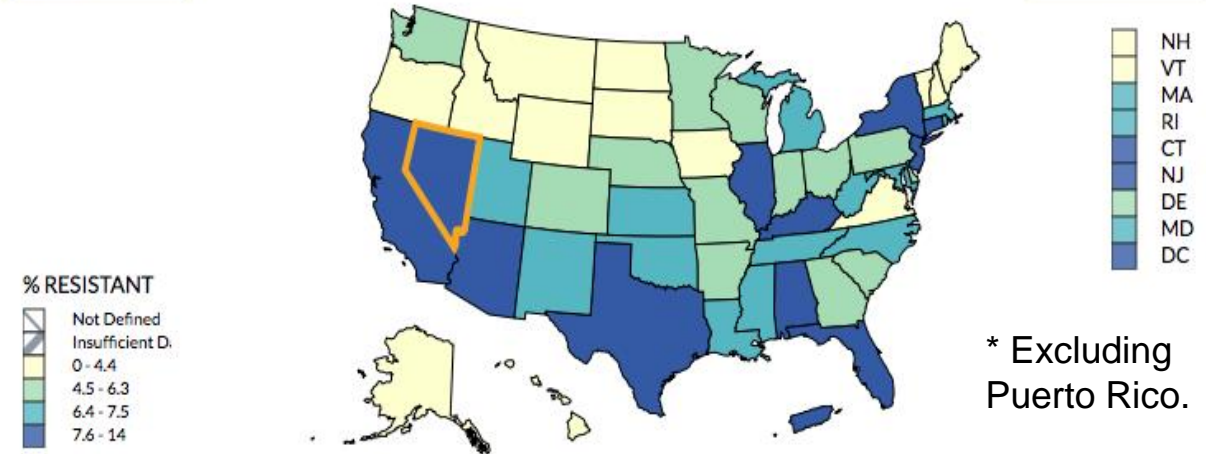 NH
VT
MA
RI
CT
NJ
DE
MD
DC
% RESISTANT
Not Defined
Insufficient D
0 - 4.4
4.5 - 6.3
6.4 - 7.5
7.6 - 14
* Excluding
Puerto Rico.